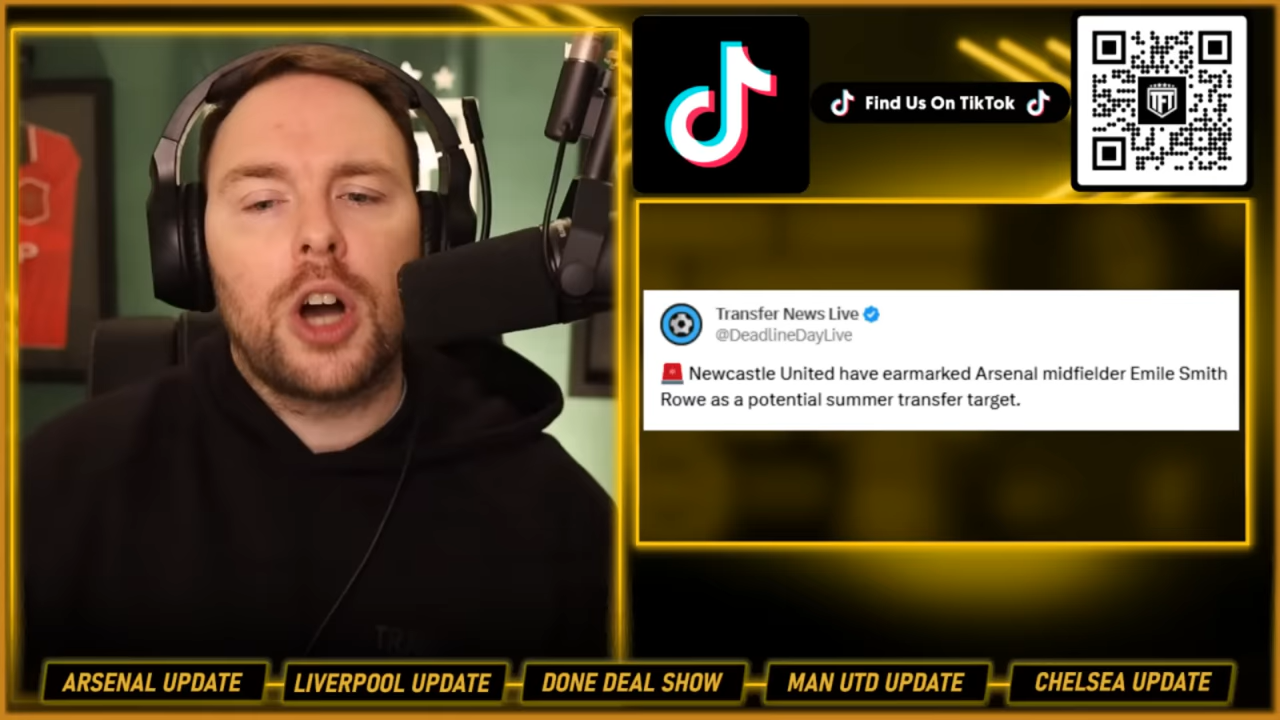 Find Us On TikTok
Transfer News Live
@DeadlineDayLive
🚨 Newcastle United have earmarked Arsenal midfielder Emile Smith
Rowe as a potential summer transfer target.
ARSENAL UPDATE
LIVERPOOL UPDATE
DONE DEAL SHOW
MAN UTD UPDATE
CHELSEA UPDATE